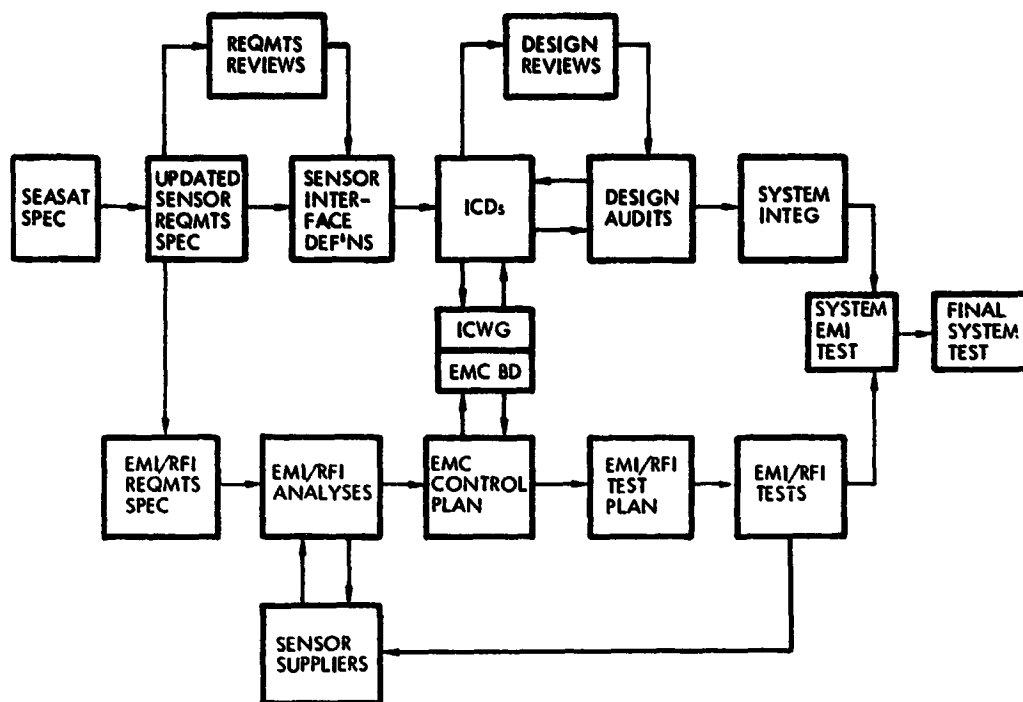 REQMTS
REVIEWS
DESIGN
REVIEWS
SEASAT
SPEC
UPDATED
SENSOR
REQMTS
SPEC
SENSOR
INTER-
FACE
DEF'NS
ICDs
DESIGN
AUDITS
SYSTEM
INTEG
ICWG
EMC BD
SYSTEM
EMI
TEST
FINAL
SYSTEM
TEST
EMI/RFI
REQMTS
SPEC
EMI/RFI
ANALYSES
EMC
CONTROL
PLAN
EMI/RFI
TEST
PLAN
EMI/RFI
TESTS
SENSOR
SUPPLIERS